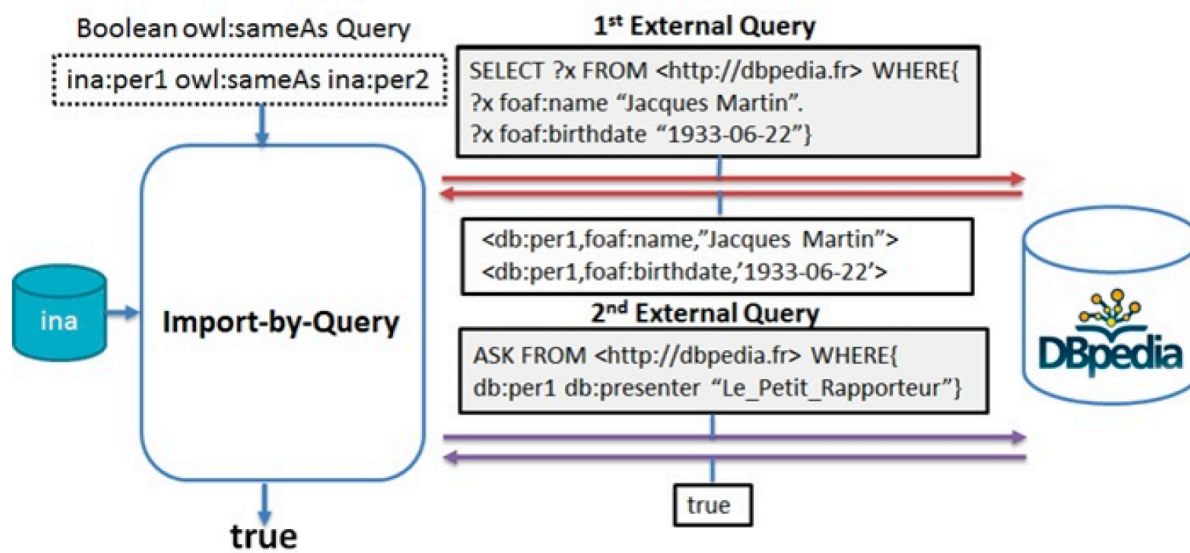 Boolean owl:sameAs Query
ina:per1 owl:sameAs ina:per2
1st External Query
SELECT ?x FROM <http://dbpedia.fr> WHERE{
?x foaf:name “Jacques Martin”.
?x foaf:birthdate “1933-06-22”}
<db:per1,foaf:name,”Jacques Martin”>
<db:per1,foaf:birthdate,’1933-06-22’>
ina
Import-by-Query
2nd External Query
ASK FROM <http://dbpedia.fr> WHERE{
db:per1 db:presenter “Le_Petit_Rapporteur”}
DBpedia
true
true